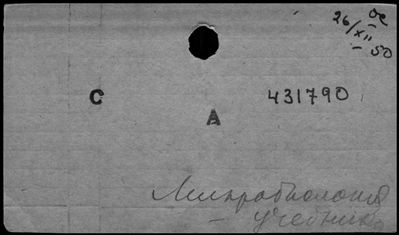 26/XII – 50
С
А
431790
Микробиология
– учебник